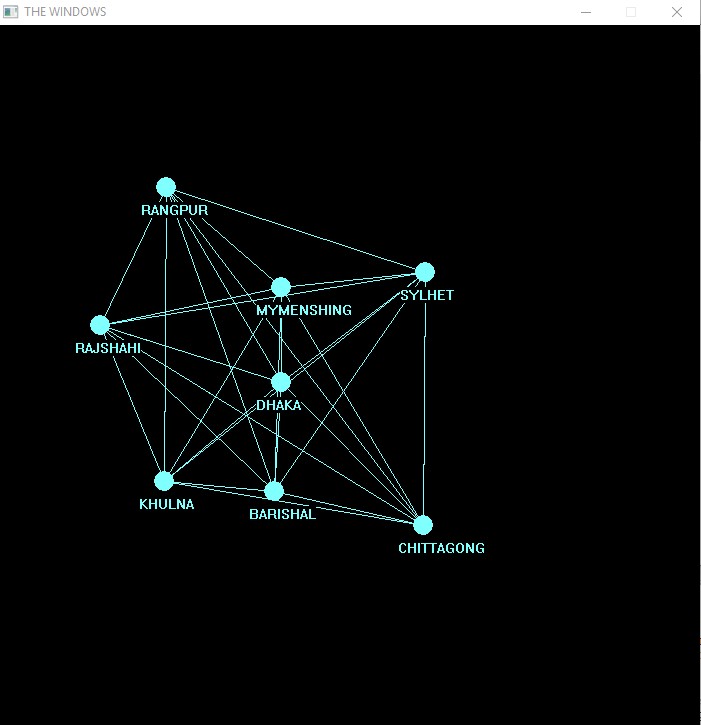 THE WINDOWS
RANGPUR
SYLHET
MYMENSHING
RAJSHAHI
DHAKA
KHULNA
BARISHAL
CHITTAGONG